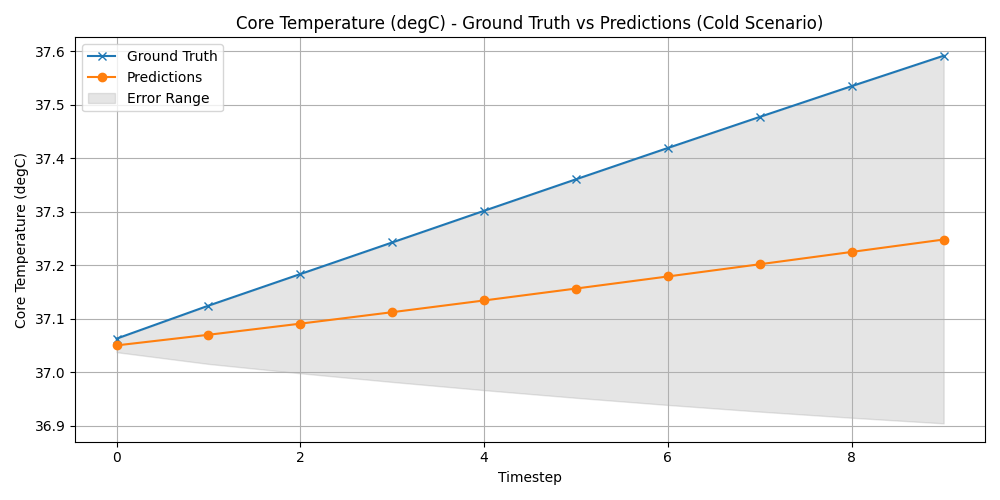 Core Temperature (degC) - Ground Truth vs Predictions (Cold Scenario)
Ground Truth
Predictions
Error Range
Core Temperature (degC)
37.6
37.5
37.4
37.3
37.2
37.1
37.0
36.9
0 2 4 6 8
Timestep